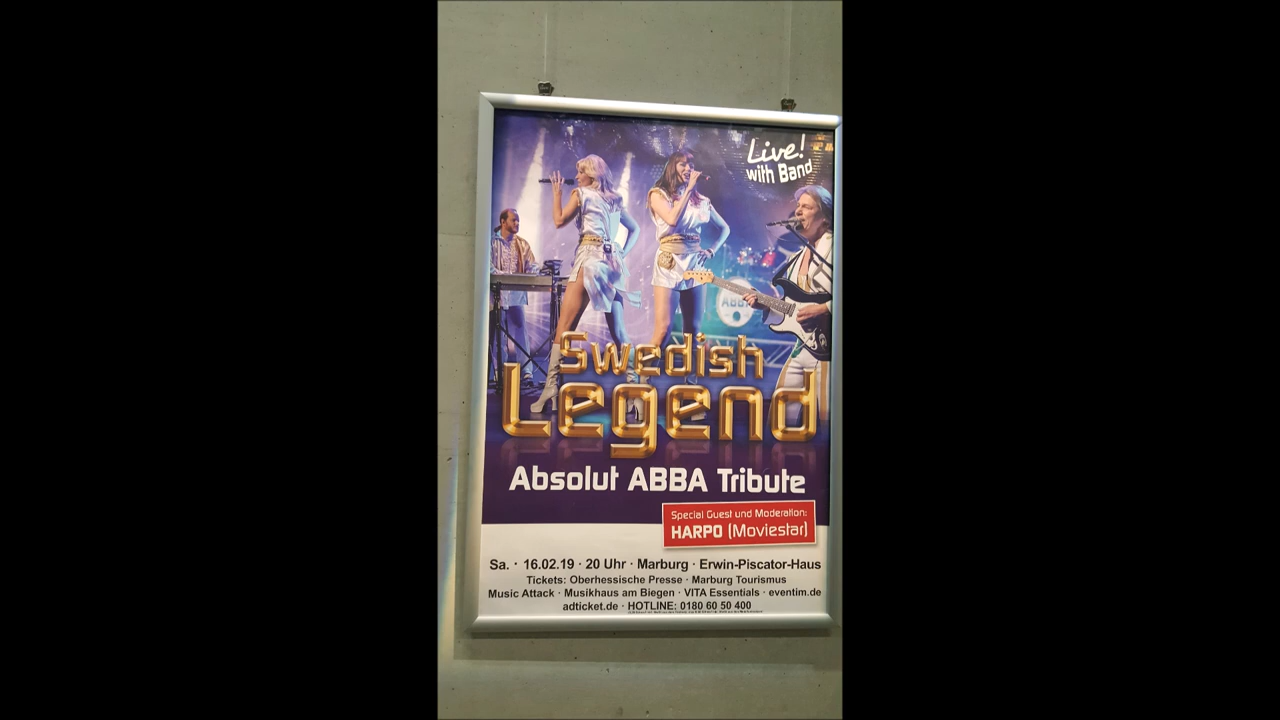 Live!
with Band
ABBA
Swedish
Legend
Absolut ABBA Tribute
Special Guest und Moderation:
HARPO (Moviestar)
Sa. · 16.02.19 · 20 Uhr · Marburg · Erwin-Piscator-Haus
Tickets: Oberhessische Presse · Marburg Tourismus
Music Attack · Musikhaus am Biegen · VITA Essentials · eventim.de
adticket.de · HOTLINE: 0180 60 50 400